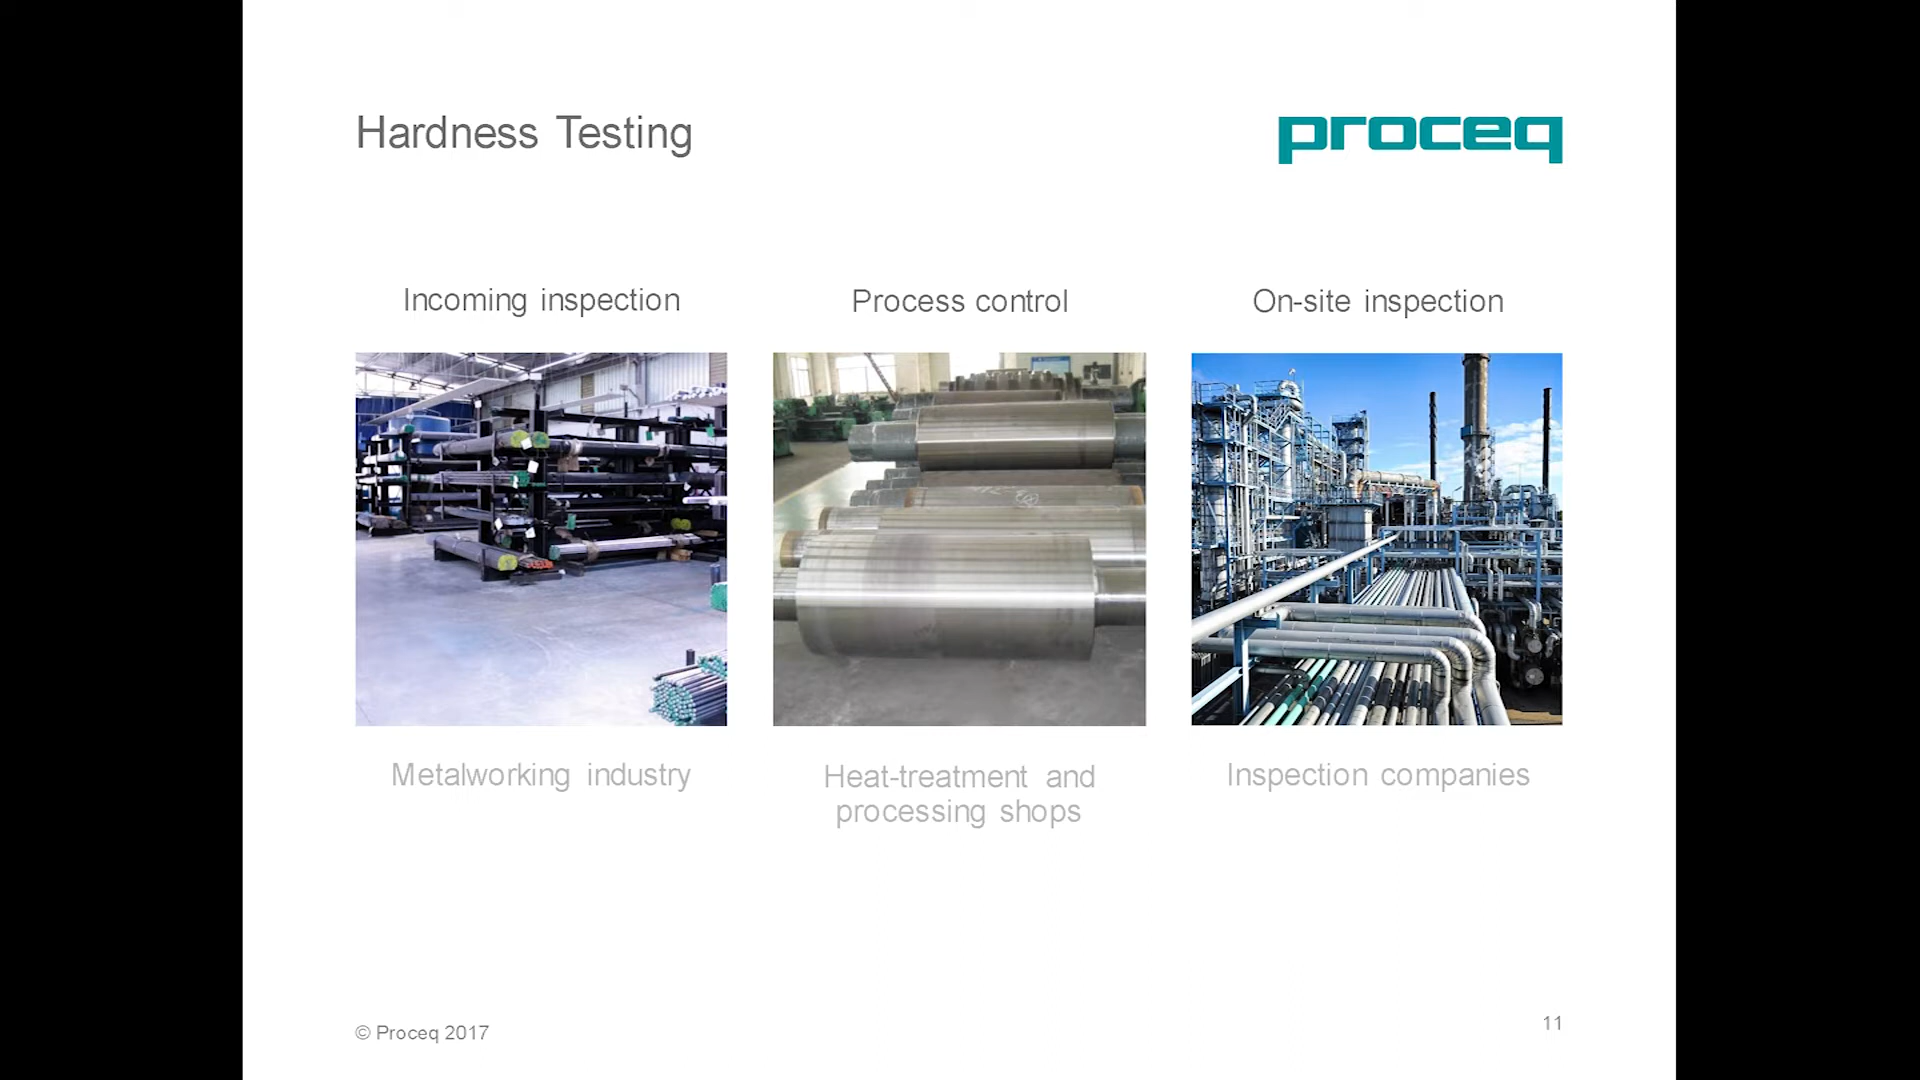 Hardness Testing
proceq
Incoming inspection
Process control
On-site inspection
Metalworking industry
Heat-treatment and
processing shops
Inspection companies
© Proceq 2017
11